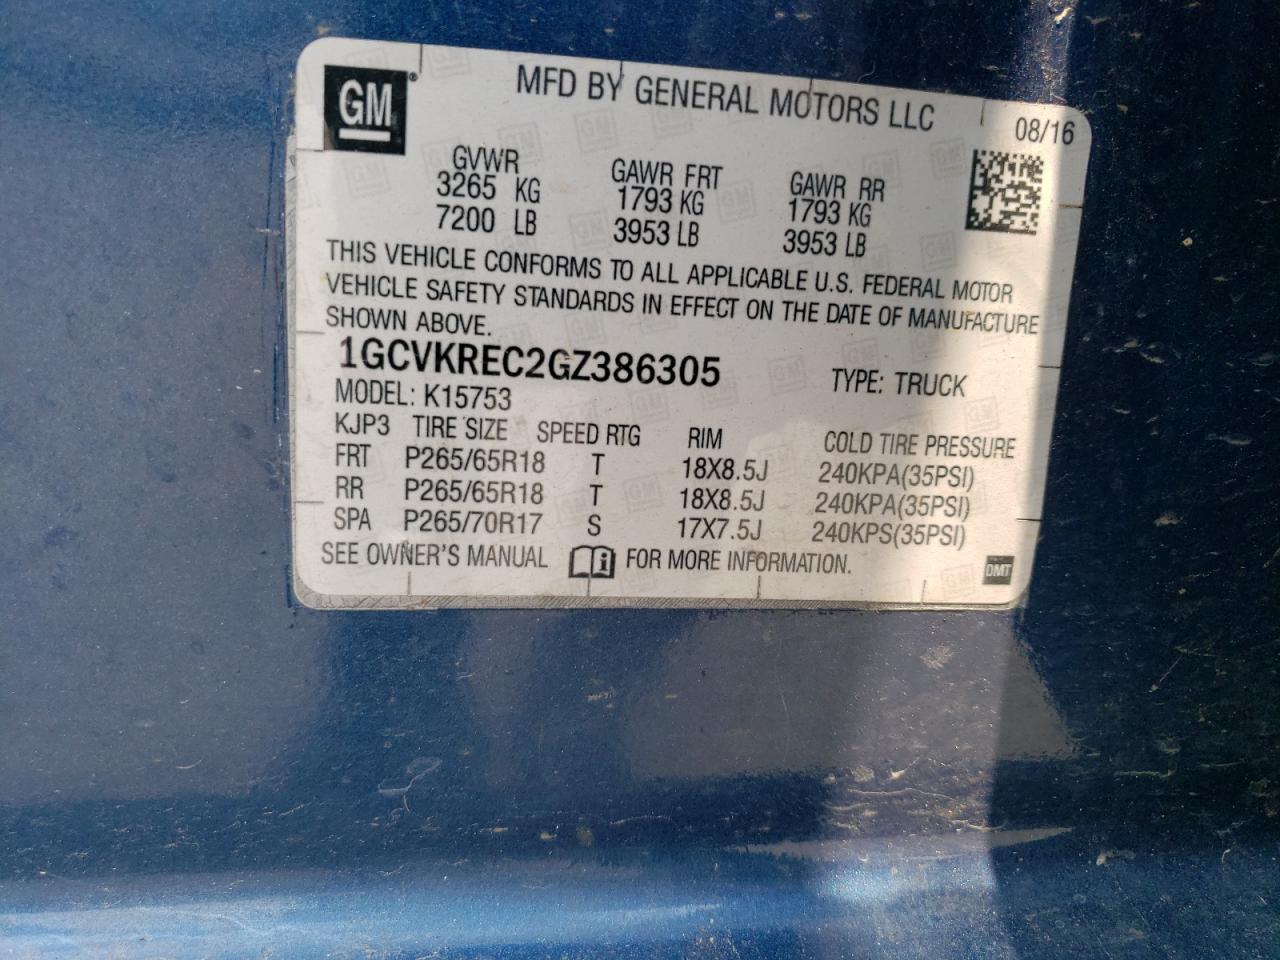 GM
MFD BY GENERAL MOTORS LLC
08/16
GVWR GAWR FRT GAWR RR
3265 KG 1793 KG 1793 KG
7200 LB 3953 LB 3953 LB
THIS VEHICLE CONFORMS TO ALL APPLICABLE U.S. FEDERAL MOTOR
VEHICLE SAFETY STANDARDS IN EFFECT ON THE DATE OF MANUFACTURE
SHOWN ABOVE.
1GCVKREC2GZ386305 TYPE: TRUCK
MODEL: K15753
KJP3 TIRE SIZE SPEED RTG RIM COLD TIRE PRESSURE
FRT P265/65R18 T 18X8.5J 240KPA(35PSI)
RR P265/65R18 T 18X8.5J 240KPA(35PSI)
SPA P265/70R17 S 17X7.5J 240KPS(35PSI)
SEE OWNER'S MANUAL i FOR MORE INFORMATION.
DMT